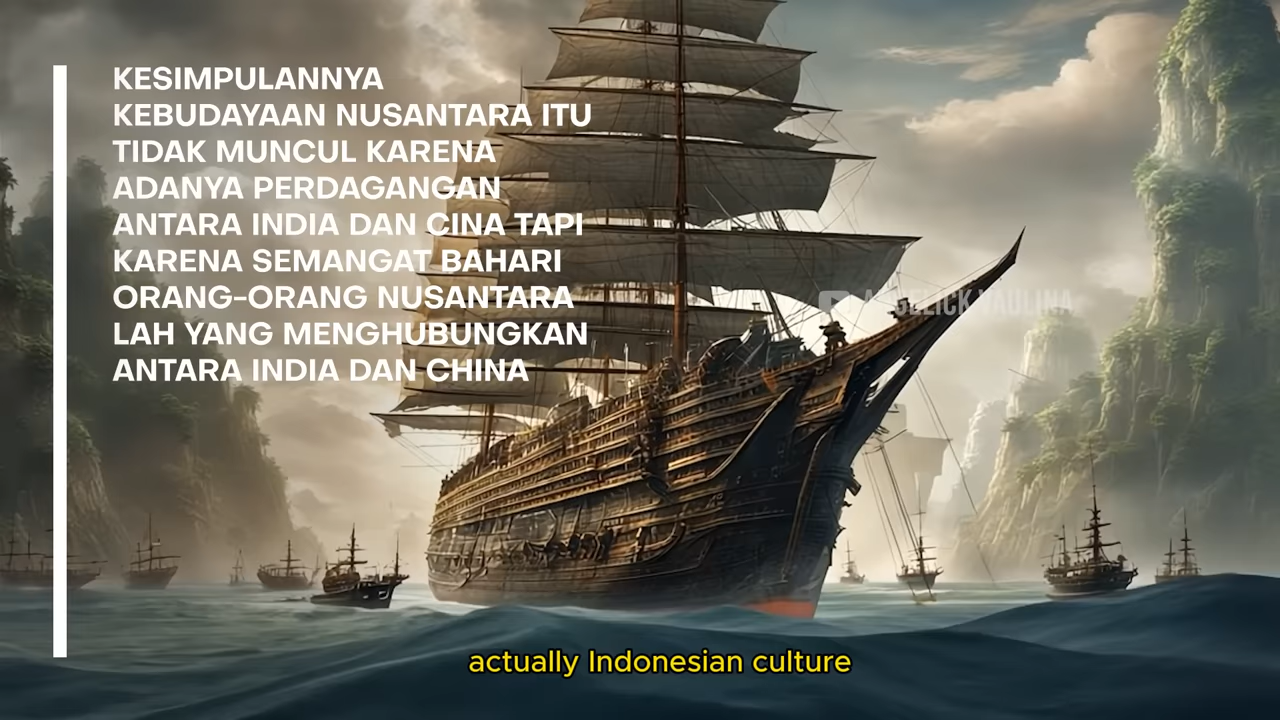 KESIMPULANNYA
KEBUDAYAAN NUSANTARA ITU
TIDAK MUNCUL KARENA
ADANYA PERDAGANGAN
ANTARA INDIA DAN CINA TAPI
KARENA SEMANGAT BAHARI
ORANG-ORANG NUSANTARA
LAH YANG MENGHUBUNGKAN
ANTARA INDIA DAN CHINA
actually Indonesian culture